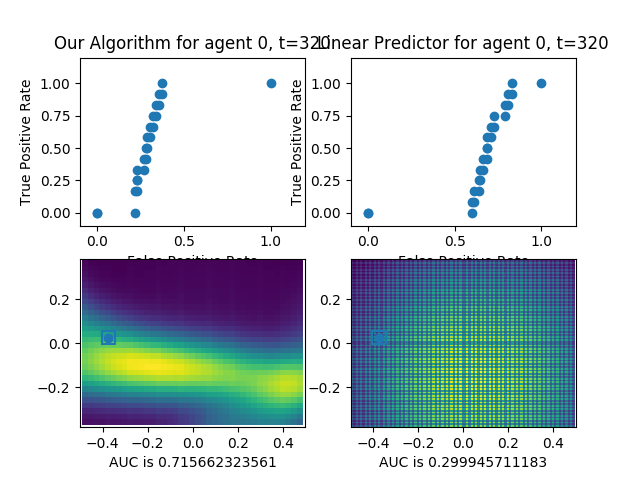 Our Algorithm for agent 0, t=320
Linear Predictor for agent 0, t=320
True Positive Rate
1.00
0.75
0.50
0.25
0.00
0.0 0.5 1.0
False Positive Rate
True Positive Rate
1.00
0.75
0.50
0.25
0.00
0.0 0.5 1.0
False Positive Rate
0.2
0.0
−0.2
−0.4 −0.2 0.0 0.2 0.4
AUC is 0.715662323561
0.2
0.0
−0.2
−0.4 −0.2 0.0 0.2 0.4
AUC is 0.299945711183